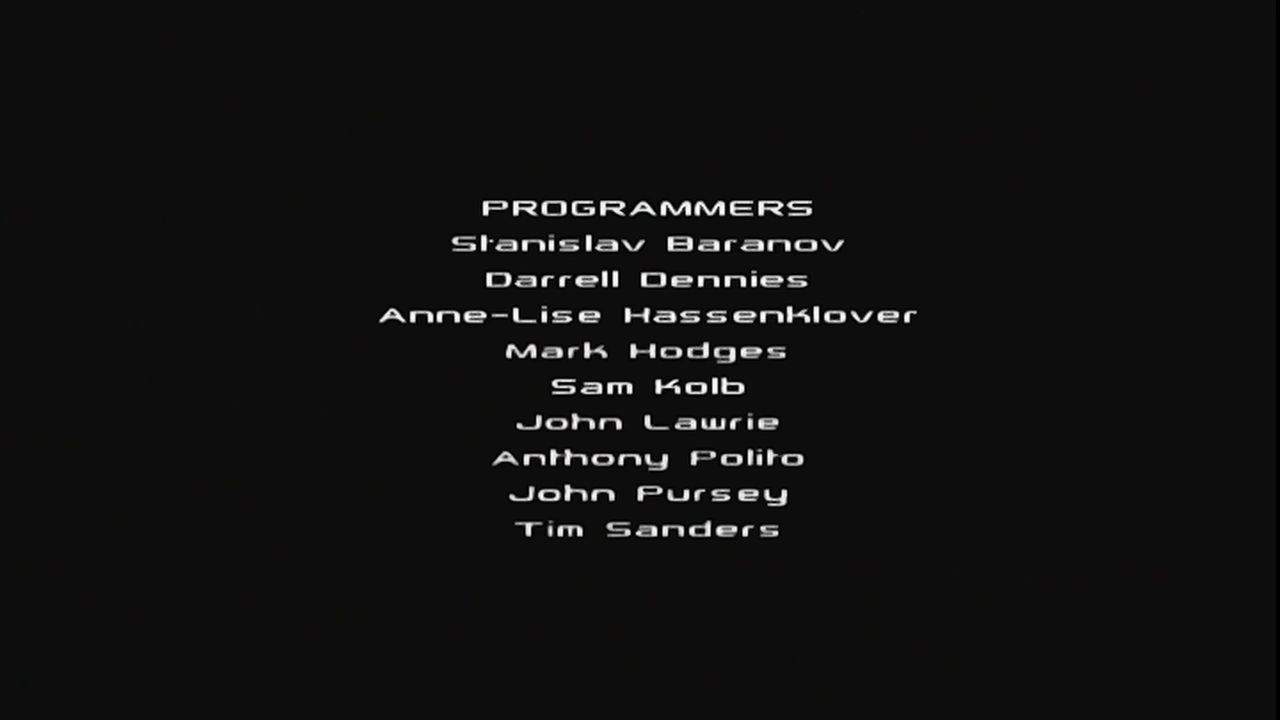 PROGRAMMERS
Stanislav Baranov
Darrell Dennies
Anne-Lise Hassenklover
Mark Hodges
Sam Kolb
John Lawrie
Anthony Polito
John Pursey
Tim Sanders